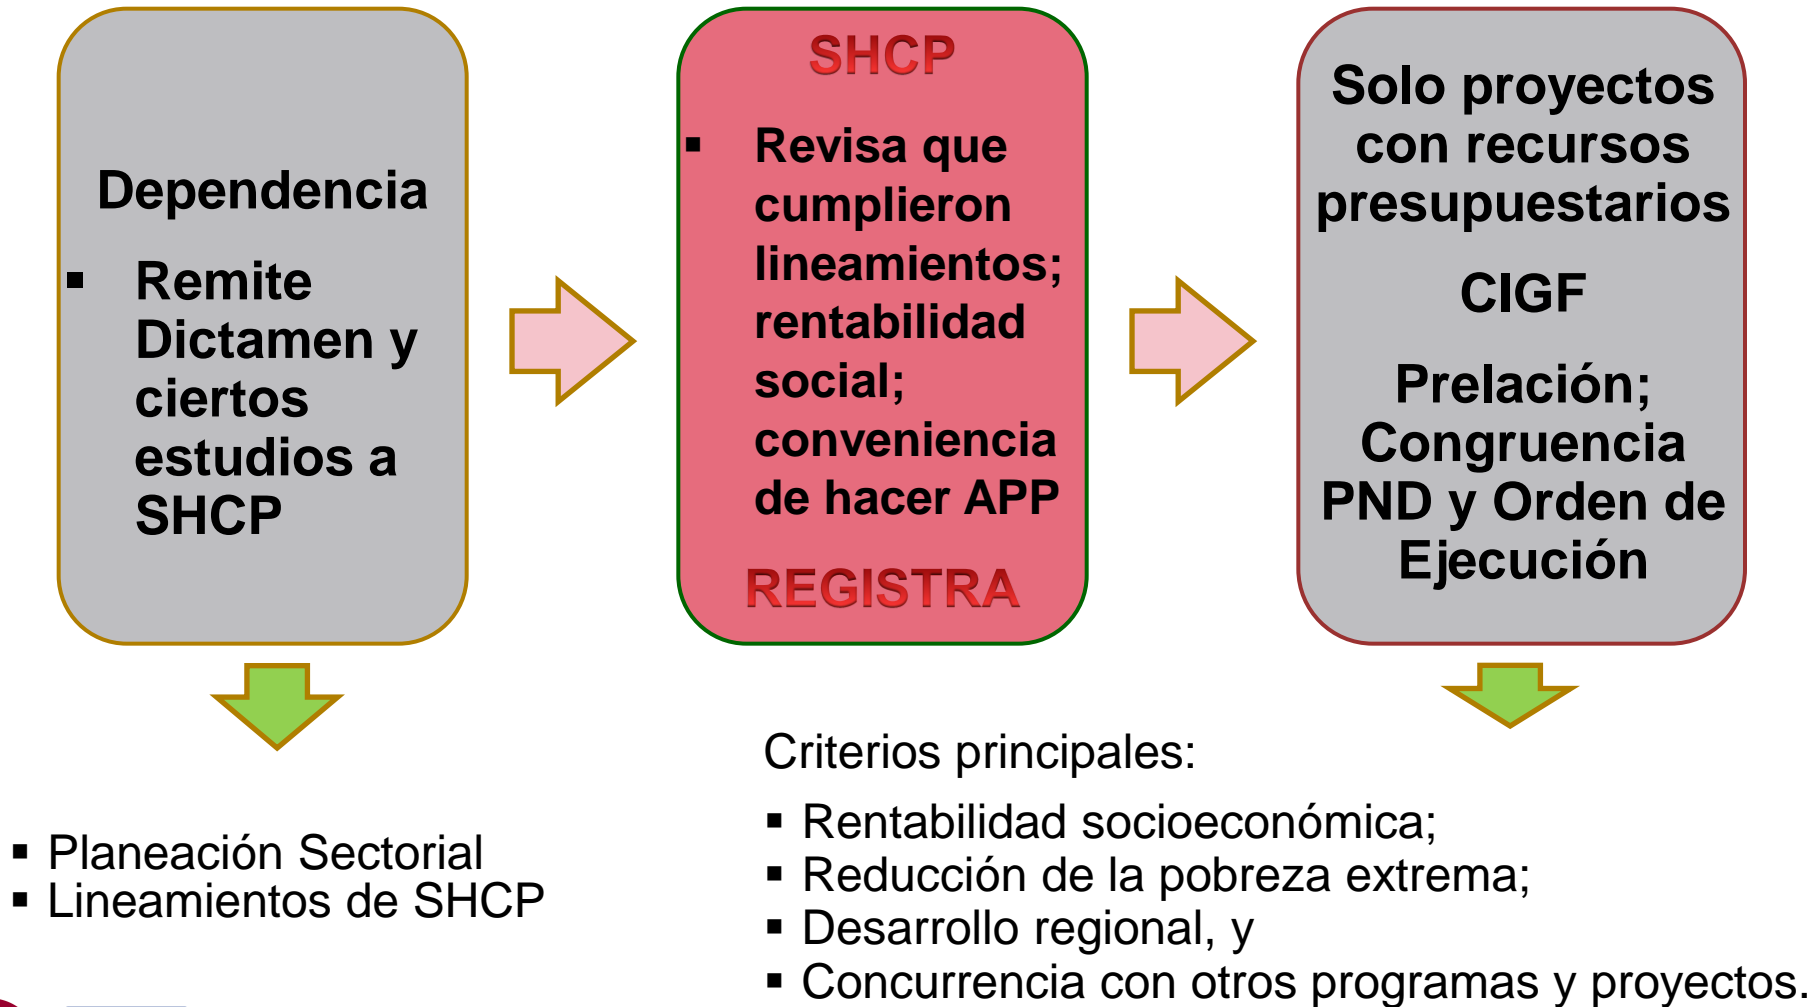 Dependencia
▪ Remite
Dictamen y
ciertos
estudios a
SHCP
SHCP
▪ Revisa que
cumplieron
lineamientos;
rentabilidad
social;
conveniencia
de hacer APP
REGISTRA
Solo proyectos
con recursos
presupuestarios
CIGF
Prelación;
Congruencia
PND y Orden de
Ejecución
▪ Planeación Sectorial
▪ Lineamientos de SHCP
Criterios principales:
▪ Rentabilidad socioeconómica;
▪ Reducción de la pobreza extrema;
▪ Desarrollo regional, y
▪ Concurrencia con otros programas y proyectos.